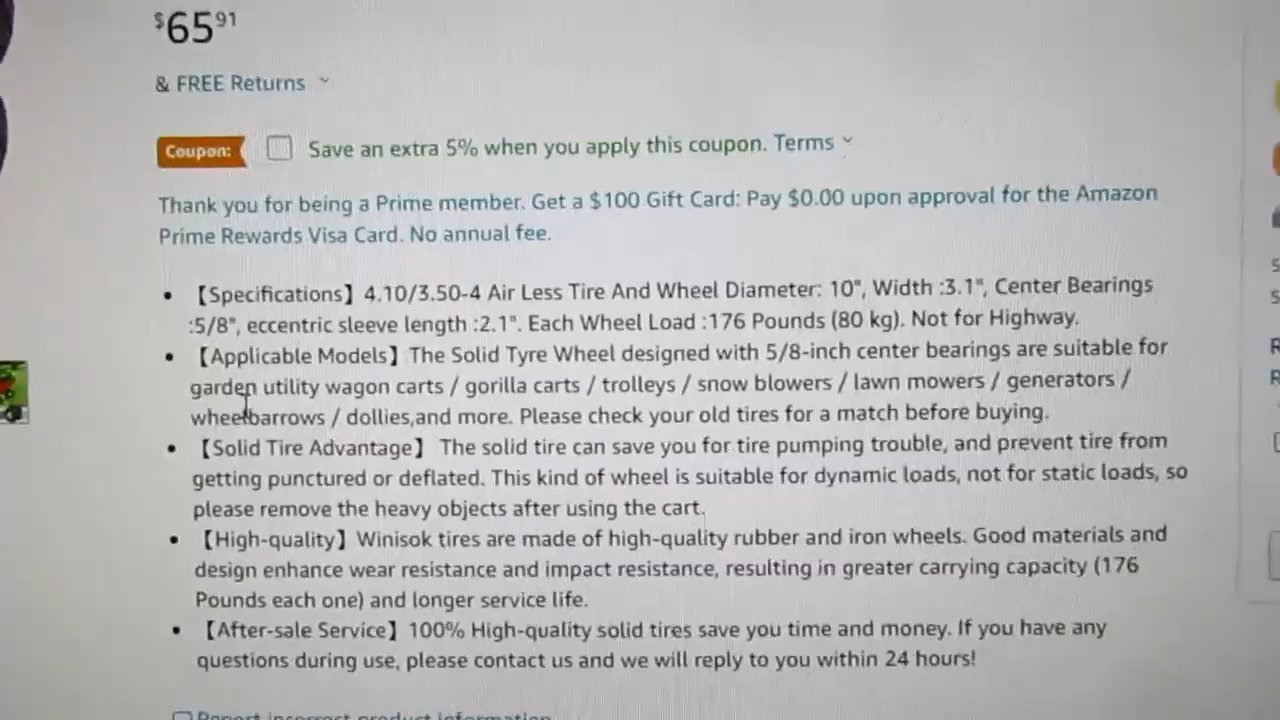 $65 91
& FREE Returns
Coupon: Save an extra 5% when you apply this coupon. Terms
Thank you for being a Prime member. Get a $100 Gift Card: Pay $0.00 upon approval for the Amazon
Prime Rewards Visa Card. No annual fee.
• 【Specifications】4.10/3.50-4 Air Less Tire And Wheel Diameter: 10", Width :3.1", Center Bearings
:5/8", eccentric sleeve length :2.1". Each Wheel Load :176 Pounds (80 kg). Not for Highway.
• 【Applicable Models】The Solid Tyre Wheel designed with 5/8-inch center bearings are suitable for
garden utility wagon carts / gorilla carts / trolleys / snow blowers / lawn mowers / generators /
wheelbarrows / dollies,and more. Please check your old tires for a match before buying.
• 【Solid Tire Advantage】 The solid tire can save you for tire pumping trouble, and prevent tire from
getting punctured or deflated. This kind of wheel is suitable for dynamic loads, not for static loads, so
please remove the heavy objects after using the cart.
• 【High-quality】Winisok tires are made of high-quality rubber and iron wheels. Good materials and
design enhance wear resistance and impact resistance, resulting in greater carrying capacity (176
Pounds each one) and longer service life.
• 【After-sale Service】100% High-quality solid tires save you time and money. If you have any
questions during use, please contact us and we will reply to you within 24 hours!
Report incorrect product information